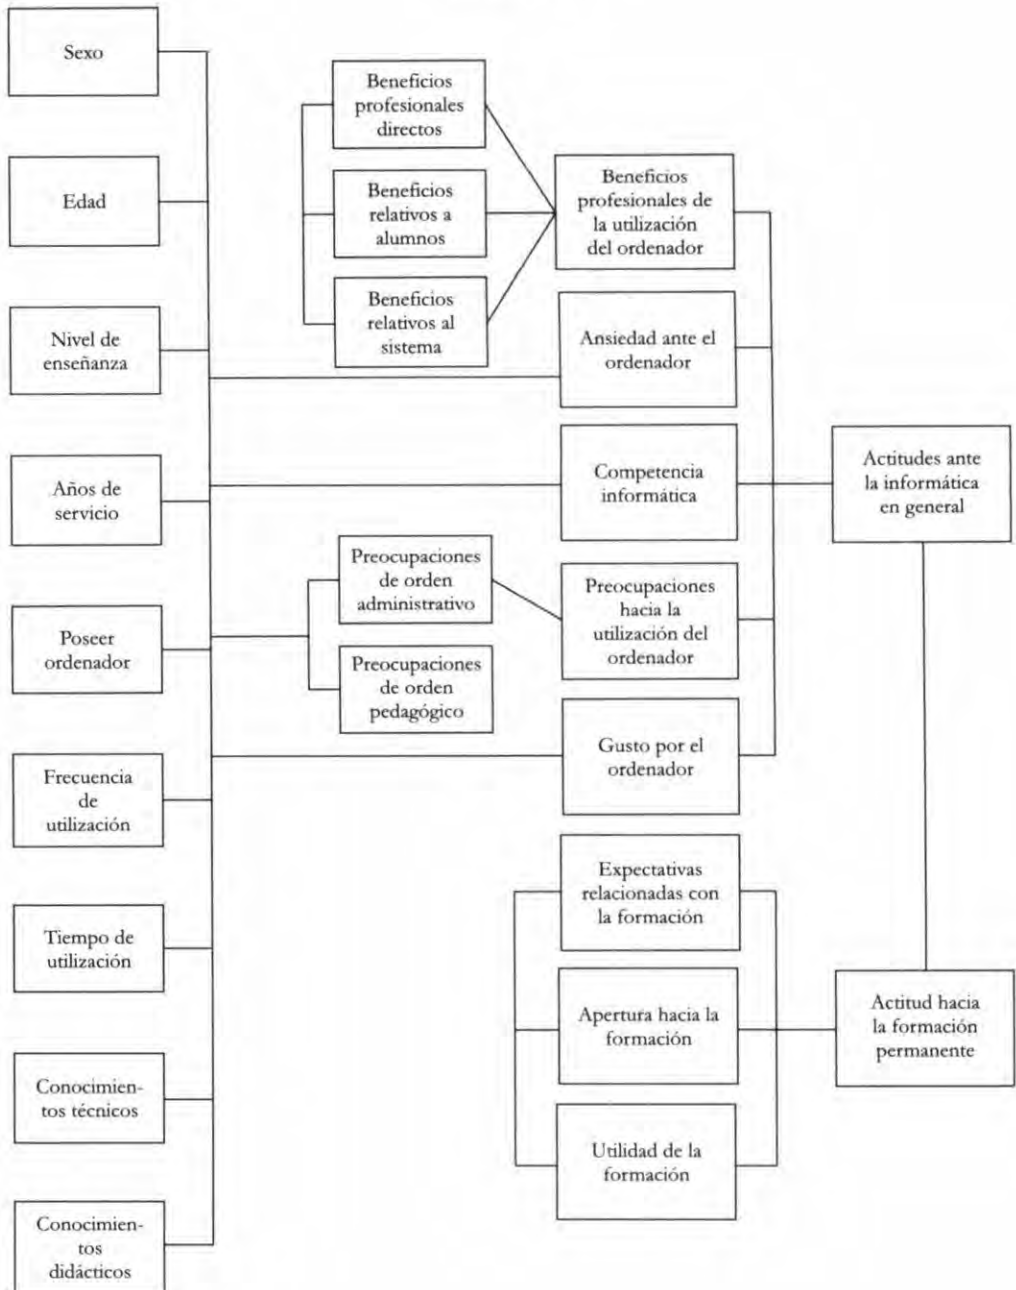 Sexo
Edad
Nivel de
enseñanza
Años de
servicio
Poseer
ordenador
Frecuencia
de
utilización
Tiempo de
utilización
Conocimien-
tos técnicos
Conocimien-
tos
didácticos
Beneficios
profesionales
directos
Beneficios
relativos a
alumnos
Beneficios
relativos al
sistema
Preocupaciones
de orden
administrativo
Preocupaciones
de orden
pedagógico
Beneficios
profesionales de
la utilización
del ordenador
Ansiedad ante el
ordenador
Competencia
informática
Preocupaciones
hacia la
utilización del
ordenador
Gusto por el
ordenador
Expectativas
relacionadas con
la formación
Apertura hacia la
formación
Utilidad de la
formación
Actitudes ante
la informática
en general
Actitud hacia
la formación
permanente